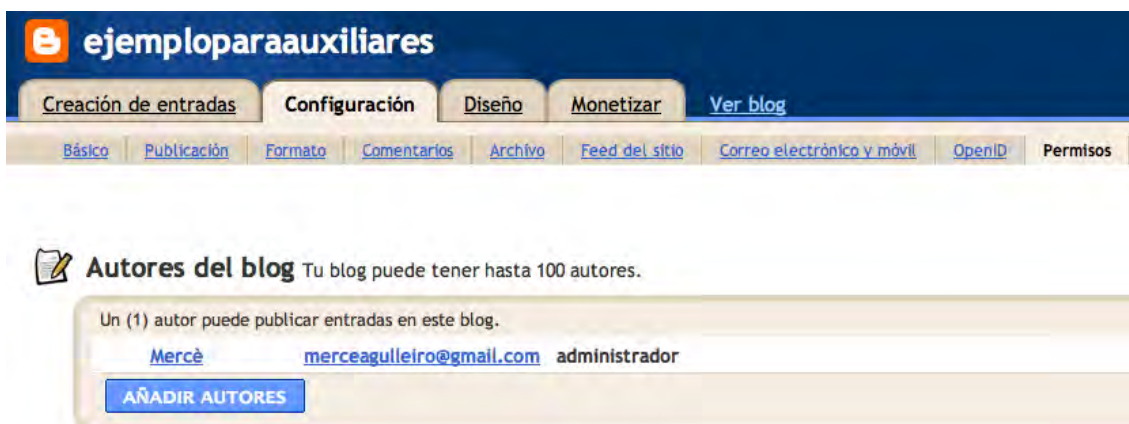 ejemploparaauxiliares
Creación de entradas Configuración Diseño Monetizar Ver blog
Básico Publicación Formato Comentarios Archivo Feed del sitio Correo electrónico y móvil OpenID Permisos
Autores del blog Tu blog puede tener hasta 100 autores.
Un (1) autor puede publicar entradas en este blog.
Mercè merceagulleiro@gmail.com administrador
AÑADIR AUTORES